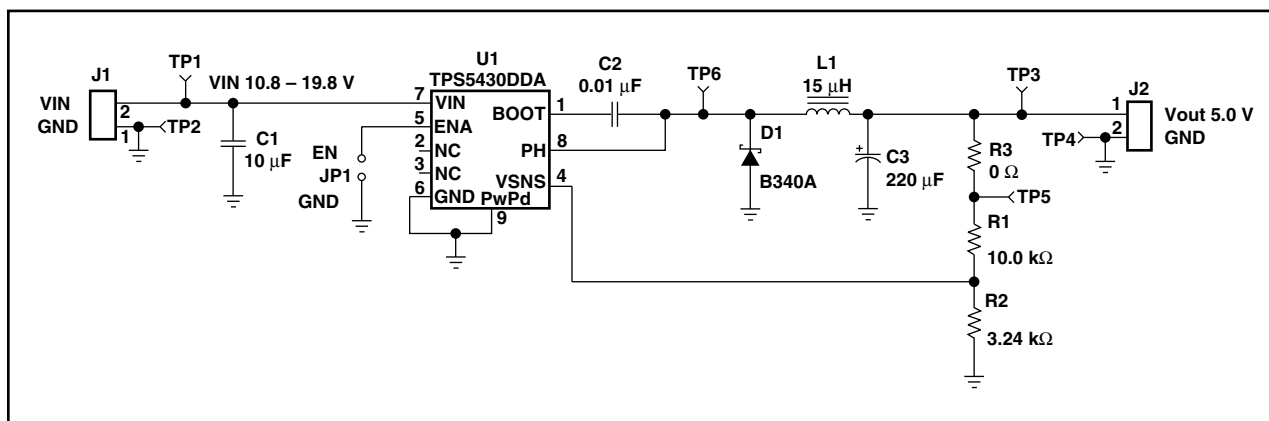 J1
VIN
GND
2
1
TP1
TP2
VIN 10.8 – 19.8 V
C1
10 μF
EN
JP1
GND
U1
TPS5430DDA
7
VIN
5
ENA
2
NC
3
NC
6
GND
BOOT
1
PH
8
VSNS
4
PwPd
9
C2
0.01 μF
TP6
D1
B340A
L1
15 μH
+
C3
220 μF
TP3
R3
0 Ω
TP5
R1
10.0 kΩ
R2
3.24 kΩ
TP4
J2
1
2
Vout 5.0 V
GND